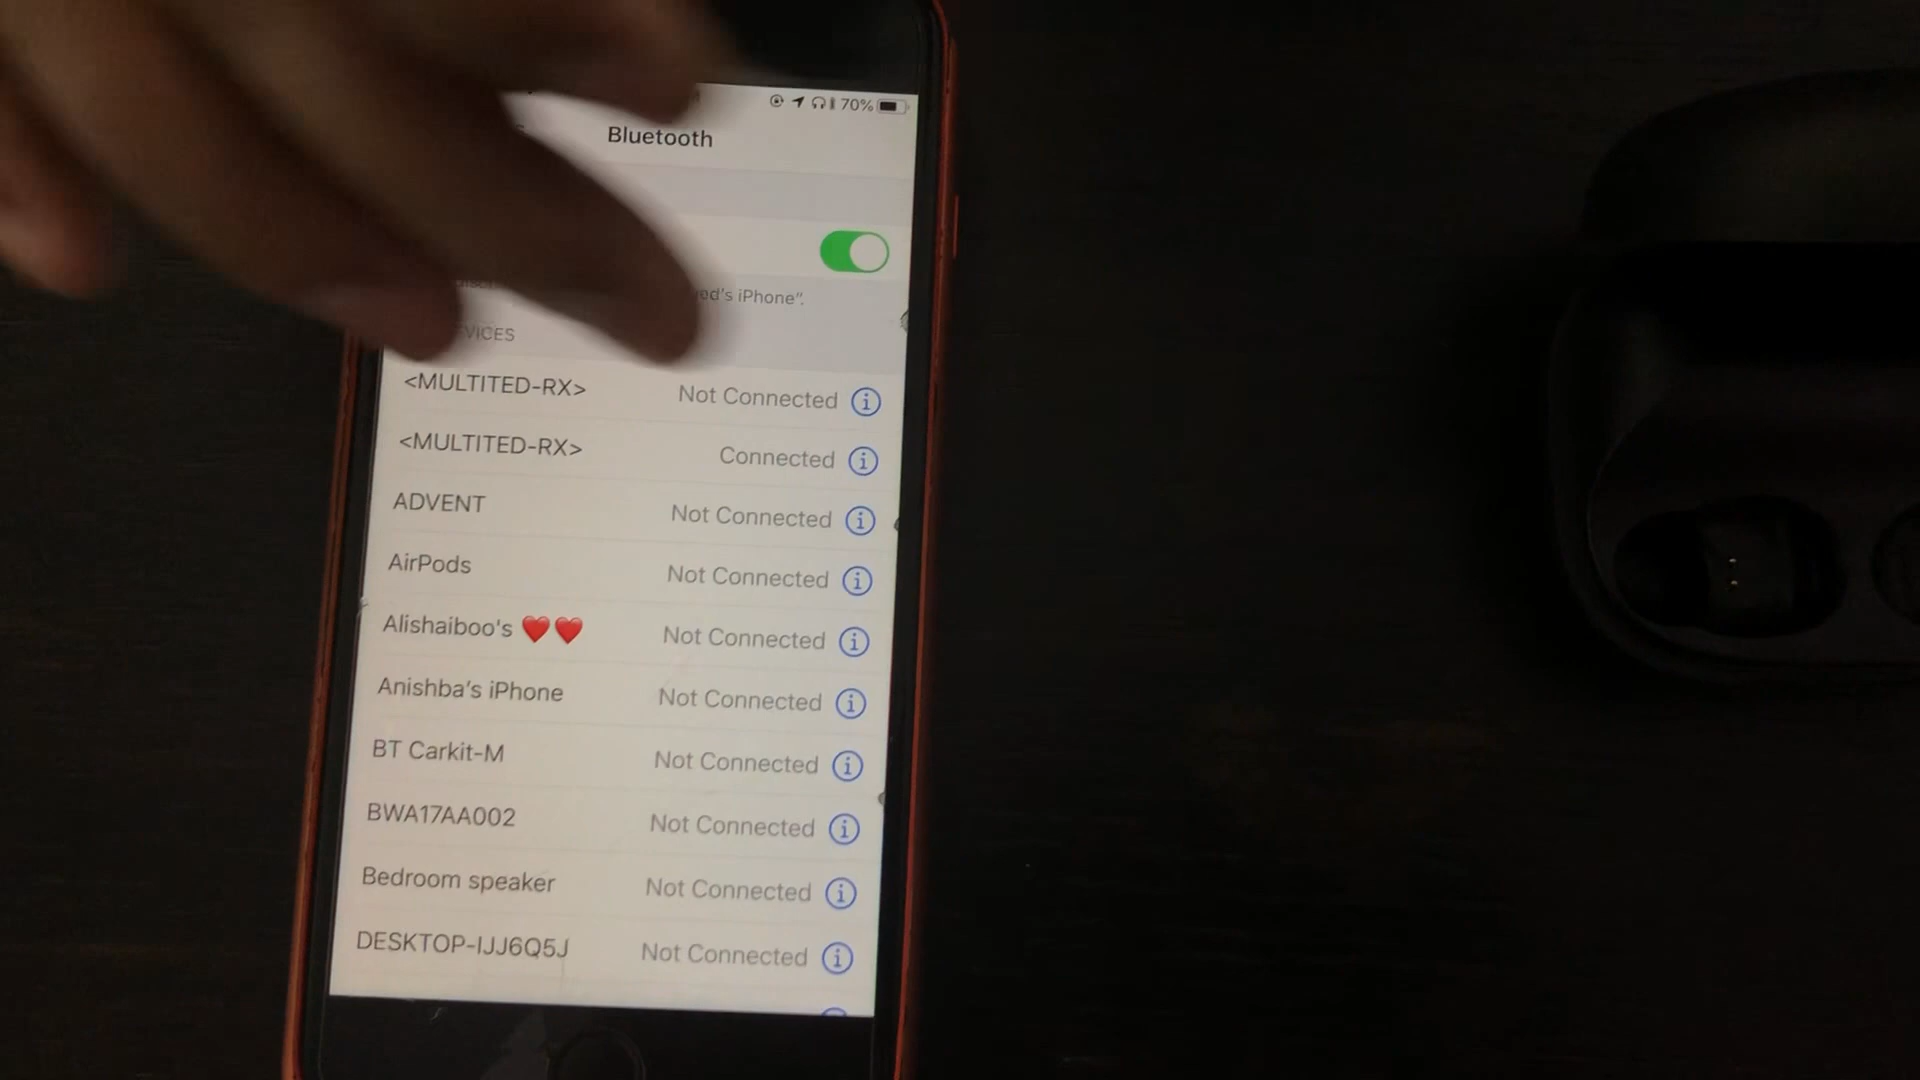 70%
Bluetooth
ed's iPhone".
VICES
<MULTITED-RX> Not Connected
<MULTITED-RX> Connected
ADVENT Not Connected
AirPods Not Connected
Alishaiboo's ❤️❤️ Not Connected
Anishba's iPhone Not Connected
BT Carkit-M Not Connected
BWA17AA002 Not Connected
Bedroom speaker Not Connected
DESKTOP-IJJ6Q5J Not Connected